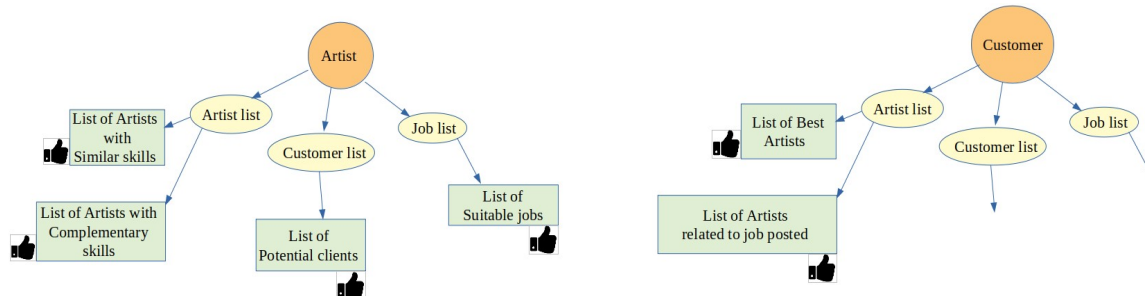 Artist
Artist list
List of Artists
with
Similar skills
Job list
Customer list
List of Artists with
Complementary
skills
List of
Suitable jobs
List of
Potential clients
Customer
Artist list
List of Best
Artists
Job list
Customer list
List of Artists
related to job posted